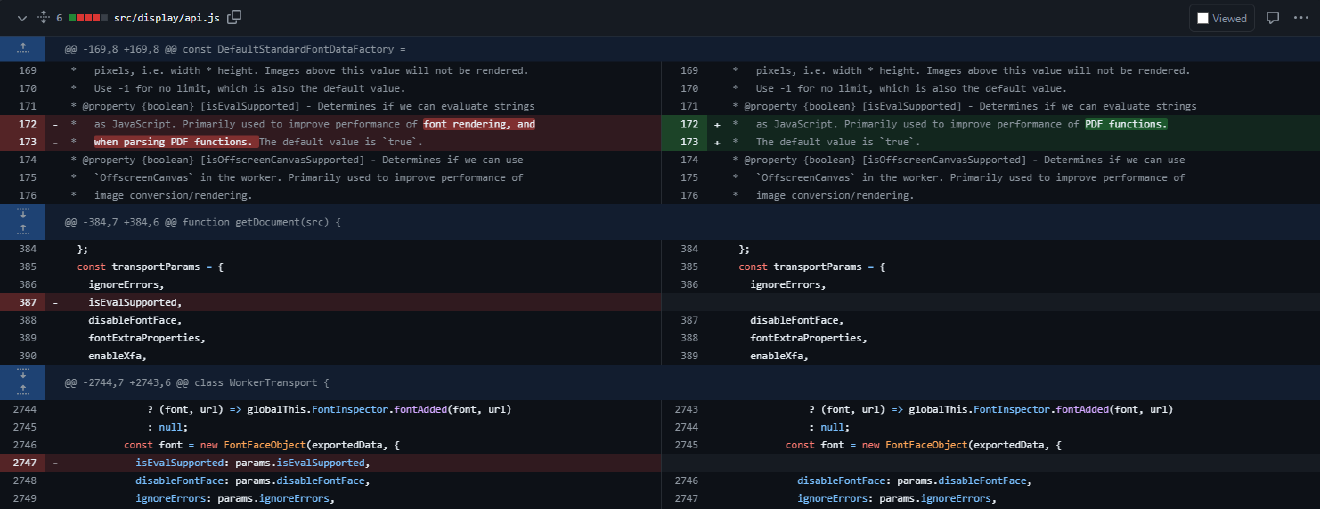 6 src/display/api.js Viewed
@@ -169,8 +169,8 @@ const DefaultStandardFontDataFactory =
169 * pixels, i.e. width * height. Images above this value will not be rendered. 169 * pixels, i.e. width * height. Images above this value will not be rendered.
170 * Use -1 for no limit, which is also the default value. 170 * Use -1 for no limit, which is also the default value.
171 * @property {boolean} [isEvalSupported] - Determines if we can evaluate strings 171 * @property {boolean} [isEvalSupported] - Determines if we can evaluate strings
172 - * as JavaScript. Primarily used to improve performance of font rendering, and 172 + * as JavaScript. Primarily used to improve performance of PDF functions.
173 - * when parsing PDF functions. The default value is `true`. 173 + * The default value is `true`.
174 * @property {boolean} [isOffscreenCanvasSupported] - Determines if we can use 174 * @property {boolean} [isOffscreenCanvasSupported] - Determines if we can use
175 * `OffscreenCanvas` in the worker. Primarily used to improve performance of 175 * `OffscreenCanvas` in the worker. Primarily used to improve performance of
176 * image conversion/rendering. 176 * image conversion/rendering.
@@ -384,7 +384,6 @@ function getDocument(src) {
384 }; 384 };
385 const transportParams = { 385 const transportParams = {
386 ignoreErrors, 386 ignoreErrors,
387 - isEvalSupported,
388 disableFontFace, 387 disableFontFace,
389 fontExtraProperties, 388 fontExtraProperties,
390 enableXfa, 389 enableXfa,
@@ -2744,7 +2743,6 @@ class WorkerTransport {
2744 ? (font, url) => globalThis.FontInspector.fontAdded(font, url) 2743 ? (font, url) => globalThis.FontInspector.fontAdded(font, url)
2745 : null; 2744 : null;
2746 const font = new FontFaceObject(exportedData, { 2745 const font = new FontFaceObject(exportedData, {
2747 - isEvalSupported: params.isEvalSupported,
2748 disableFontFace: params.disableFontFace, 2746 disableFontFace: params.disableFontFace,
2749 ignoreErrors: params.ignoreErrors, 2747 ignoreErrors: params.ignoreErrors,